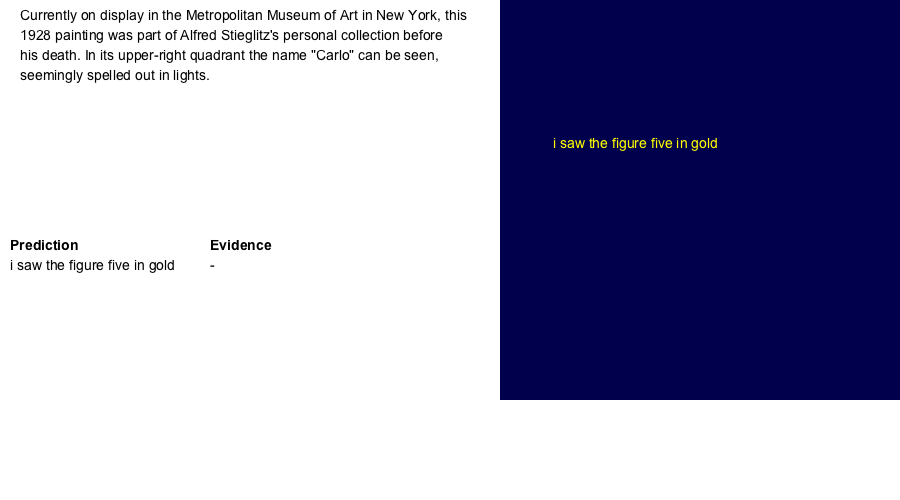 Currently on display in the Metropolitan Museum of Art in New York, this
1928 painting was part of Alfred Stieglitz's personal collection before
his death. In its upper-right quadrant the name "Carlo" can be seen,
seemingly spelled out in lights.
i saw the figure five in gold
Prediction Evidence
i saw the figure five in gold -